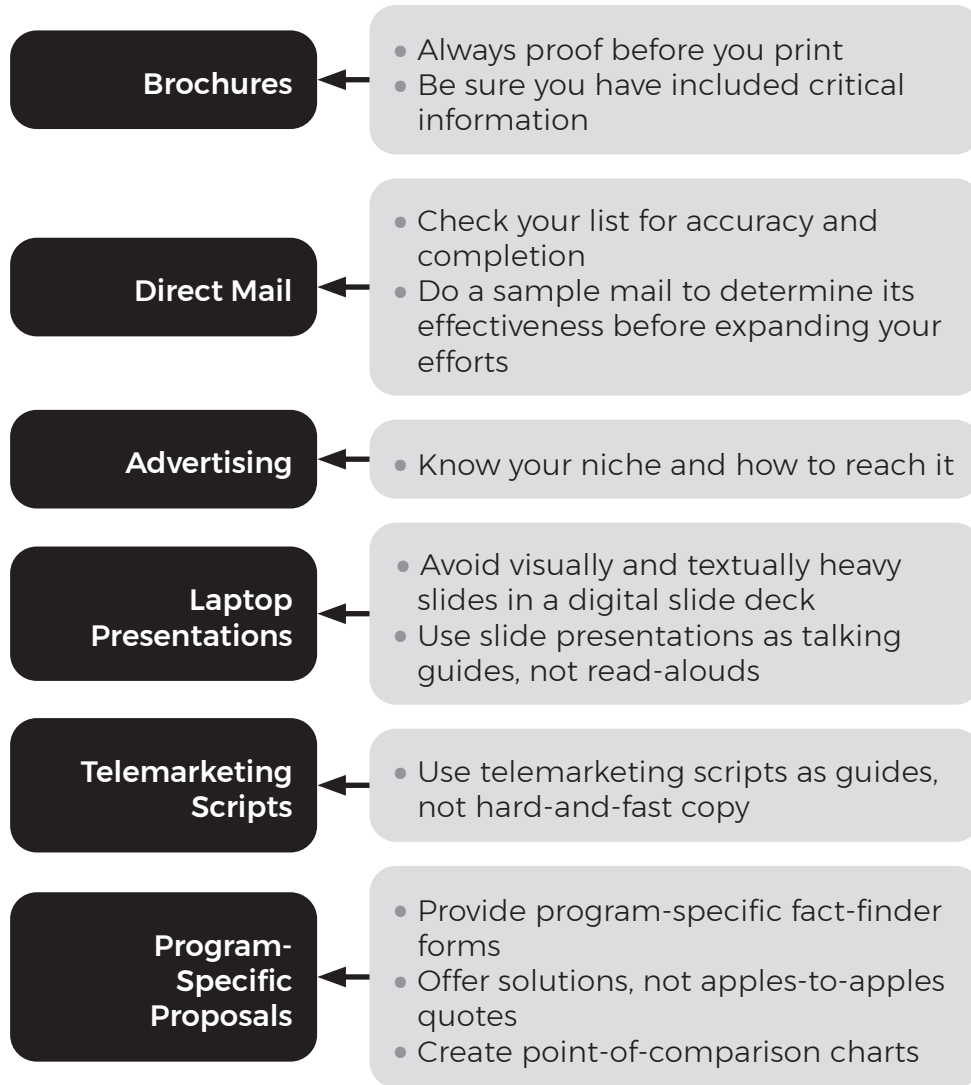 Brochures
• Always proof before you print
• Be sure you have included critical
information
Direct Mail
• Check your list for accuracy and
completion
• Do a sample mail to determine its
effectiveness before expanding your
efforts
Advertising
• Know your niche and how to reach it
Laptop
Presentations
• Avoid visually and textually heavy
slides in a digital slide deck
• Use slide presentations as talking
guides, not read-alouds
Telemarketing
Scripts
• Use telemarketing scripts as guides,
not hard-and-fast copy
Program-
Specific
Proposals
• Provide program-specific fact-finder
forms
• Offer solutions, not apples-to-apples
quotes
• Create point-of-comparison charts